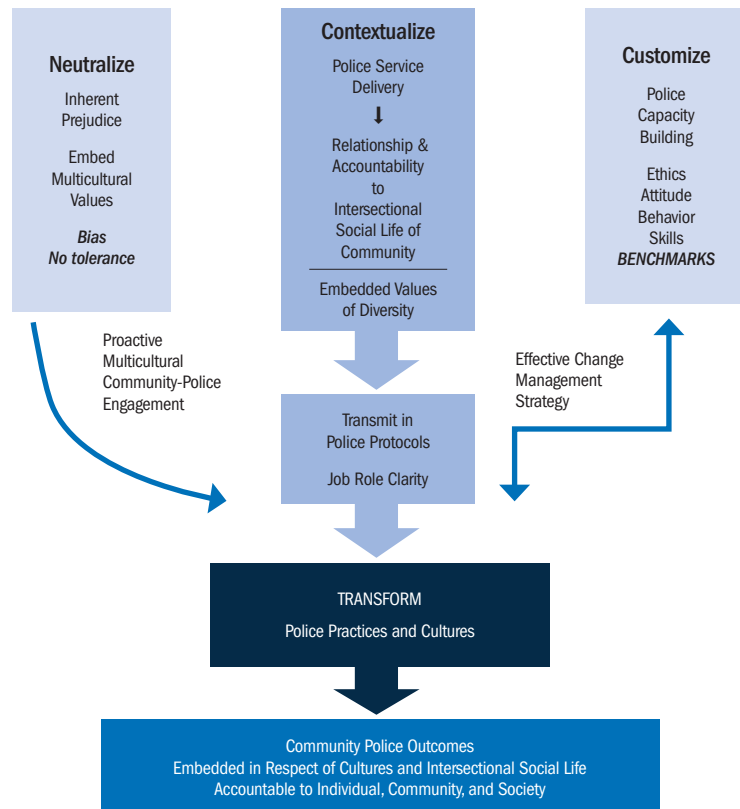 Neutralize
Inherent
Prejudice
Embed
Multicultural
Values
Bias
No tolerance
Contextualize
Police Service
Delivery
Relationship &
Accountability
to
Intersectional
Social Life of
Community
Embedded Values
of Diversity
Customize
Police
Capacity
Building
Ethics
Attitude
Behavior
Skills
BENCHMARKS
Proactive
Multicultural
Community-Police
Engagement
Effective Change
Management
Strategy
Transmit in
Police Protocols
Job Role Clarity
TRANSFORM
Police Practices and Cultures
Community Police Outcomes
Embedded in Respect of Cultures and Intersectional Social Life
Accountable to Individual, Community, and Society